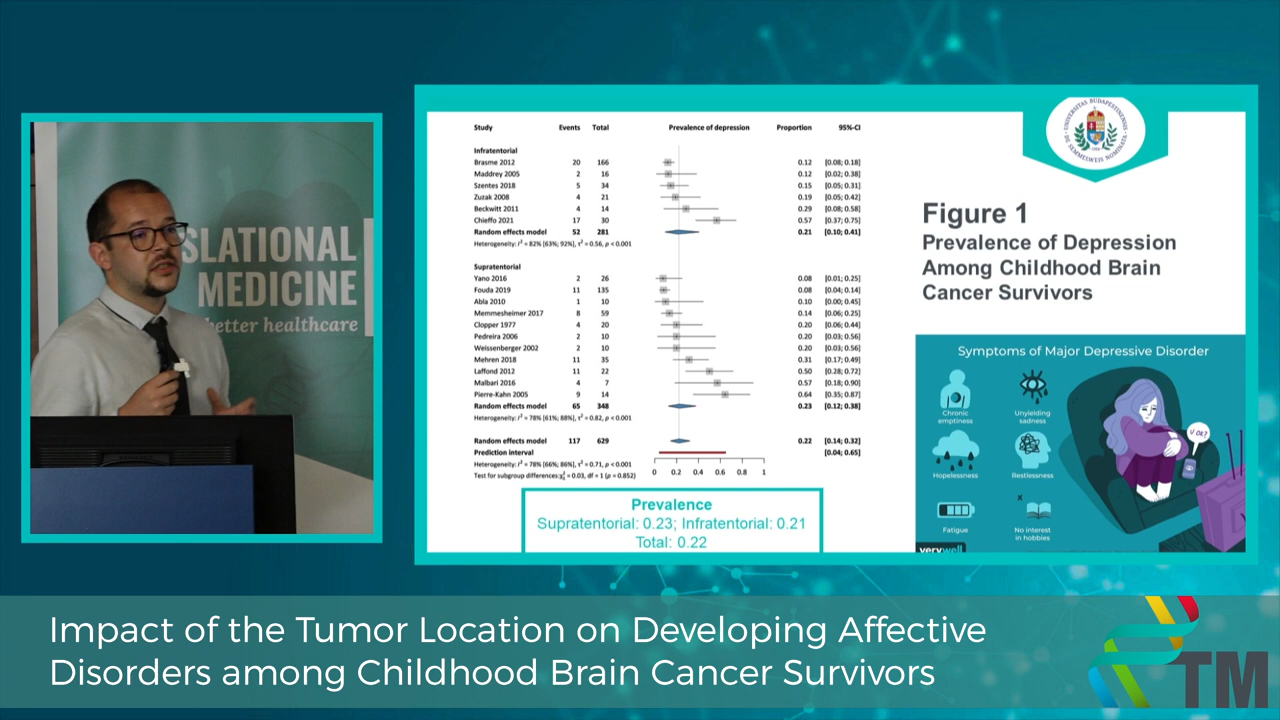 SLATIONAL
MEDICINE
better healthcare
Study Events Total Prevalence of depression Proportion 95%-CI
Infratentorial
Brasme 2012 20 166 0.12 [0.08; 0.18]
Maddrey 2005 2 16 0.12 [0.02; 0.38]
Szentes 2018 5 34 0.15 [0.05; 0.31]
Zuzak 2008 4 21 0.19 [0.05; 0.42]
Beckwitt 2011 4 14 0.29 [0.08; 0.58]
Chieffo 2021 17 30 0.57 [0.37; 0.75]
Random effects model 52 281 0.21 [0.10; 0.41]
Heterogeneity: I² = 82% [63%; 92%], τ² = 0.56, p < 0.001
Supratentorial
Yano 2016 2 26 0.08 [0.01; 0.25]
Fouda 2019 11 135 0.08 [0.04; 0.14]
Abla 2010 1 10 0.10 [0.00; 0.45]
Memmesheimer 2017 8 59 0.14 [0.06; 0.25]
Clopper 1977 4 20 0.20 [0.06; 0.44]
Pedreira 2006 2 10 0.20 [0.03; 0.56]
Weissenberger 2002 2 10 0.20 [0.03; 0.56]
Mehren 2018 11 35 0.31 [0.17; 0.49]
Laffond 2012 11 22 0.50 [0.28; 0.72]
Malbari 2016 4 7 0.57 [0.18; 0.90]
Pierre-Kahn 2005 9 14 0.64 [0.35; 0.87]
Random effects model 65 348 0.23 [0.12; 0.38]
Heterogeneity: I² = 78% [61%; 88%], τ² = 0.82, p < 0.001
Random effects model 117 629 0.22 [0.14; 0.32]
Prediction interval [0.04; 0.65]
Heterogeneity: I² = 78% [66%; 86%], τ² = 0.71, p < 0.001
Test for subgroup differences: = 0.03, df = 1 (p = 0.852)
0 0.2 0.4 0.6 0.8 1
Prevalence
Supratentorial: 0.23; Infratentorial: 0.21
Total: 0.22
Figure 1
Prevalence of Depression
Among Childhood Brain
Cancer Survivors
Symptoms of Major Depressive Disorder
Chronic
emptiness
Unyielding
sadness
Hopelessness
Restlessness
Fatigue
No interest
in hobbies
U OK?
verywell
Impact of the Tumor Location on Developing Affective
Disorders among Childhood Brain Cancer Survivors
TM